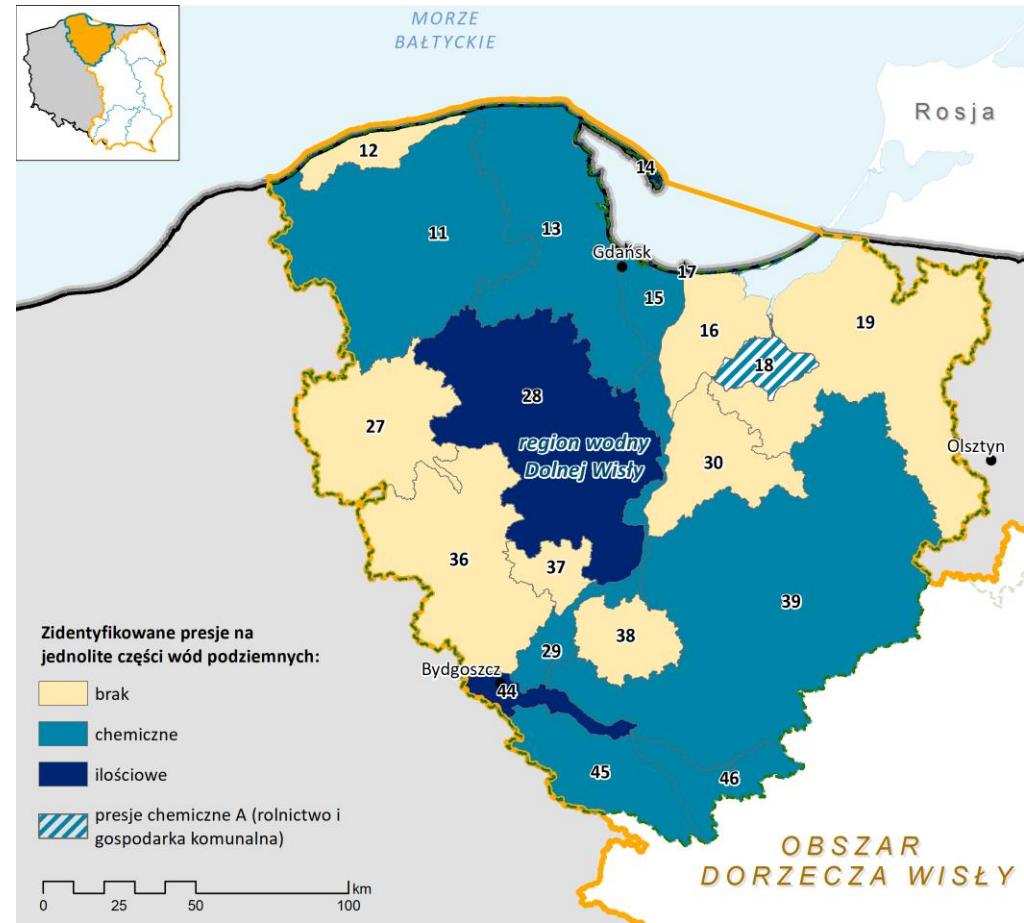 MORZE
BAŁTYCKIE
Rosja
12
14
11
13
Gdańsk
17
15
16
19
18
28
27
region wodny
Dolnej Wisły
30
Olsztyn
36
37
39
38
29
Bydgoszcz
44
45
46
Zidentyfikowane presje na
jednolite części wód podziemnych:
brak
chemiczne
ilościowe
presje chemiczne A (rolnictwo i
gospodarka komunalna)
km
0 25 50 100
OBSZAR
DORZECZA WISŁY